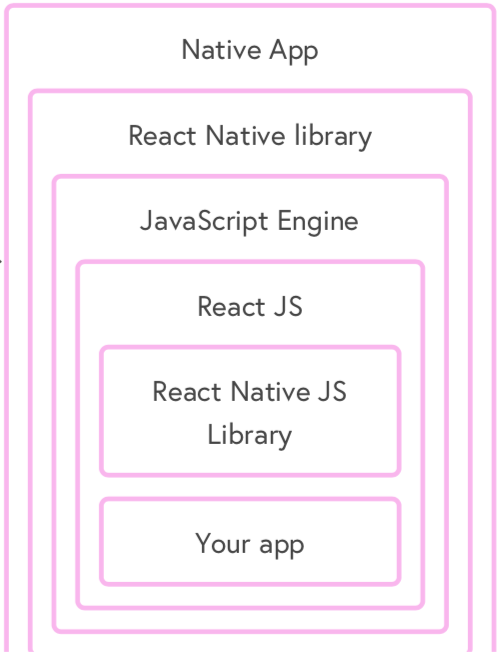 Native App
React Native library
JavaScript Engine
React JS
React Native JS
Library
Your app